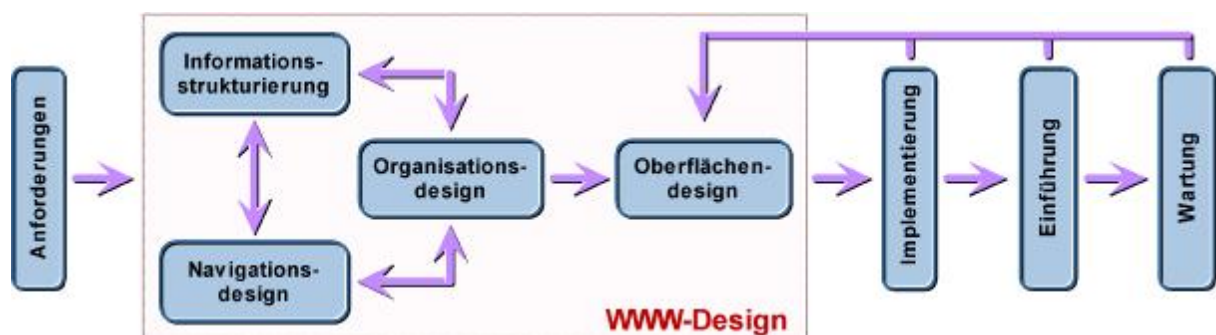 Anforderungen
Informations-
strukturierung
Navigations-
design
Organisations-
design
Oberflächen-
design
WWW-Design
Implementierung
Einführung
Wartung